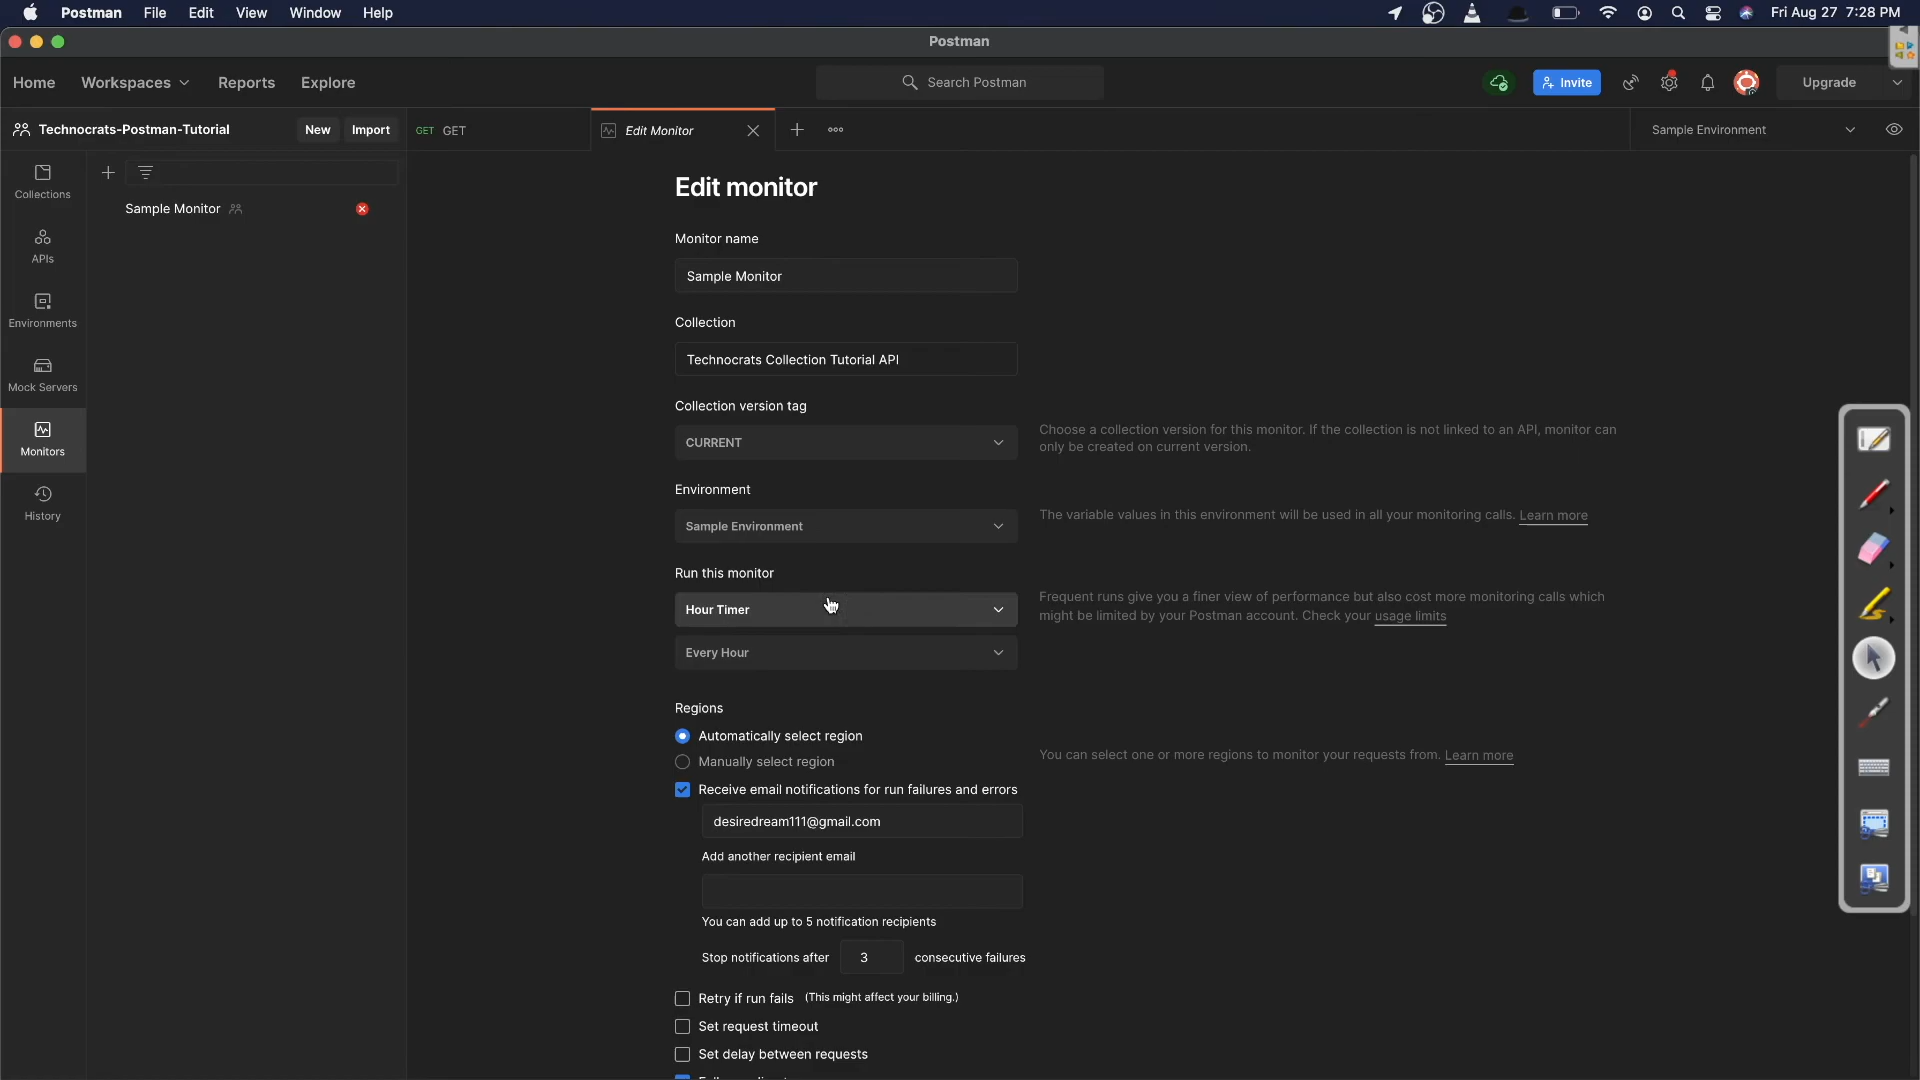 Postman File Edit View Window Help
Fri Aug 27 7:28 PM
Postman
Home Workspaces Reports Explore
Search Postman
Invite
Upgrade
Technocrats-Postman-Tutorial
New
Import
GET GET
Edit Monitor
Sample Environment
Collections
APIs
Environments
Mock Servers
Monitors
History
Sample Monitor
Edit monitor
Monitor name
Sample Monitor
Collection
Technocrats Collection Tutorial API
Collection version tag
CURRENT
Choose a collection version for this monitor. If the collection is not linked to an API, monitor can
only be created on current version.
Environment
Sample Environment
The variable values in this environment will be used in all your monitoring calls. Learn more
Run this monitor
Hour Timer
Frequent runs give you a finer view of performance but also cost more monitoring calls which
might be limited by your Postman account. Check your usage limits
Every Hour
Regions
Automatically select region
Manually select region
You can select one or more regions to monitor your requests from. Learn more
Receive email notifications for run failures and errors
desiredream111@gmail.com
Add another recipient email
You can add up to 5 notification recipients
Stop notifications after 3 consecutive failures
Retry if run fails (This might affect your billing.)
Set request timeout
Set delay between requests